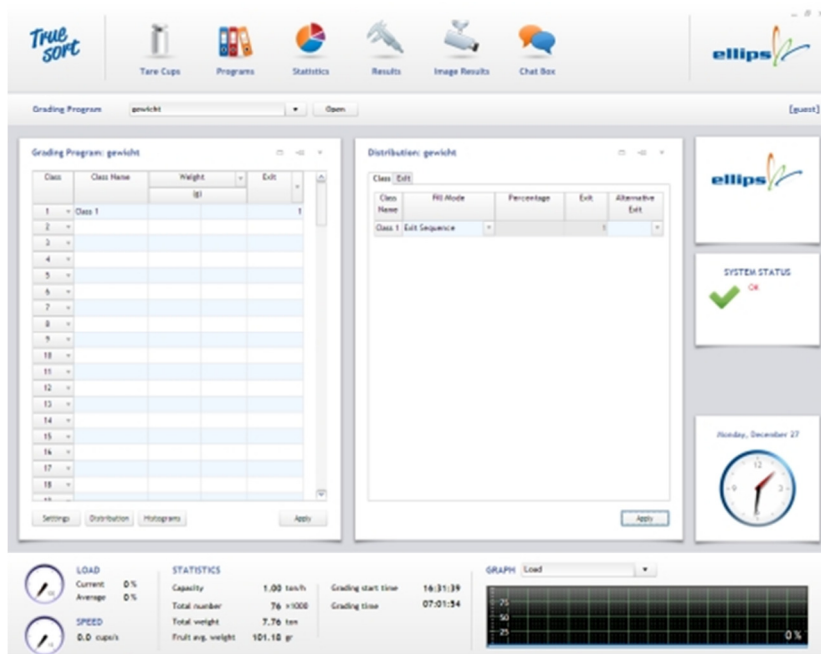 True sort
Tare Cups Programs Statistics Results Image Results Chat Box
ellips
Grading Program gewicht Open [guest]
Grading Program: gewicht
Class Class Name Weight Exit
(g)
1 Class 1 1
2
3
4
5
6
7
8
9
10
11
12
13
14
15
16
17
18
Settings Distribution Histograms Apply
Distribution: gewicht
Class Exit
Class Name Fill Mode Percentage Exit Alternative Exit
Class 1 Exit Sequence 1
Apply
ellips
SYSTEM STATUS
OK
Monday, December 27
12
3
9
LOAD
Current 0 %
Average 0 %
SPEED
0.0 cups/s
STATISTICS
Capacity 1.00 ton/h
Total number 76 x1000
Total weight 7.76 ton
Fruit avg. weight 101.18 gr
Grading start time 16:31:39
Grading time 07:01:54
GRAPH Load
75
50
25
0 %